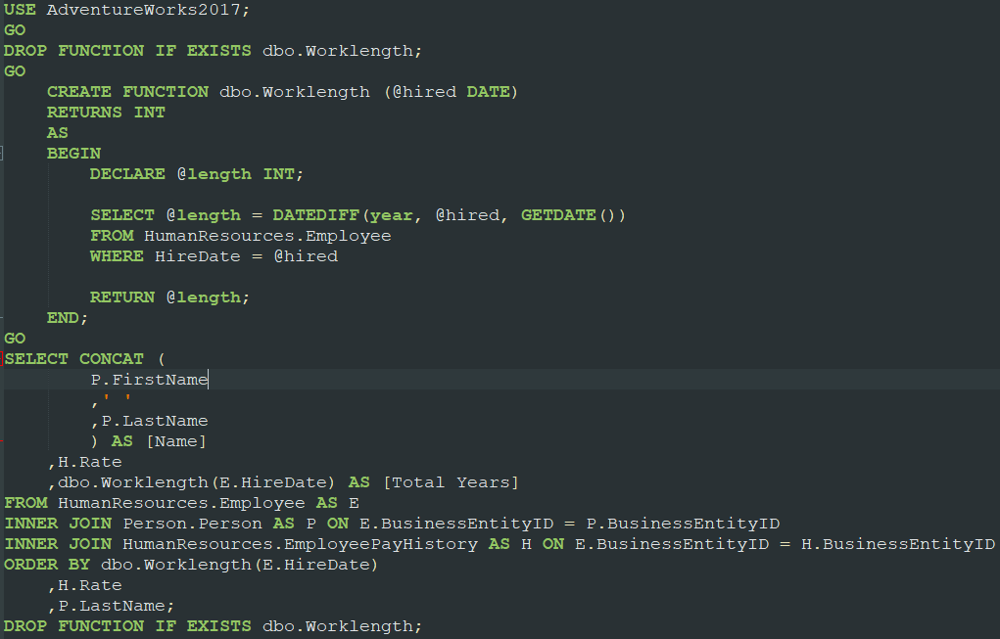 USE AdventureWorks2017;
GO
DROP FUNCTION IF EXISTS dbo.Worklength;
GO
    CREATE FUNCTION dbo.Worklength (@hired DATE)
    RETURNS INT
    AS
    BEGIN
        DECLARE @length INT;

        SELECT @length = DATEDIFF(year, @hired, GETDATE())
        FROM HumanResources.Employee
        WHERE HireDate = @hired

        RETURN @length;
    END;
GO
SELECT CONCAT (
        P.FirstName
        ,' '
        ,P.LastName
        ) AS [Name]
    ,H.Rate
    ,dbo.Worklength(E.HireDate) AS [Total Years]
FROM HumanResources.Employee AS E
INNER JOIN Person.Person AS P ON E.BusinessEntityID = P.BusinessEntityID
INNER JOIN HumanResources.EmployeePayHistory AS H ON E.BusinessEntityID = H.BusinessEntityID
ORDER BY dbo.Worklength(E.HireDate)
    ,H.Rate
    ,P.LastName;
DROP FUNCTION IF EXISTS dbo.Worklength;